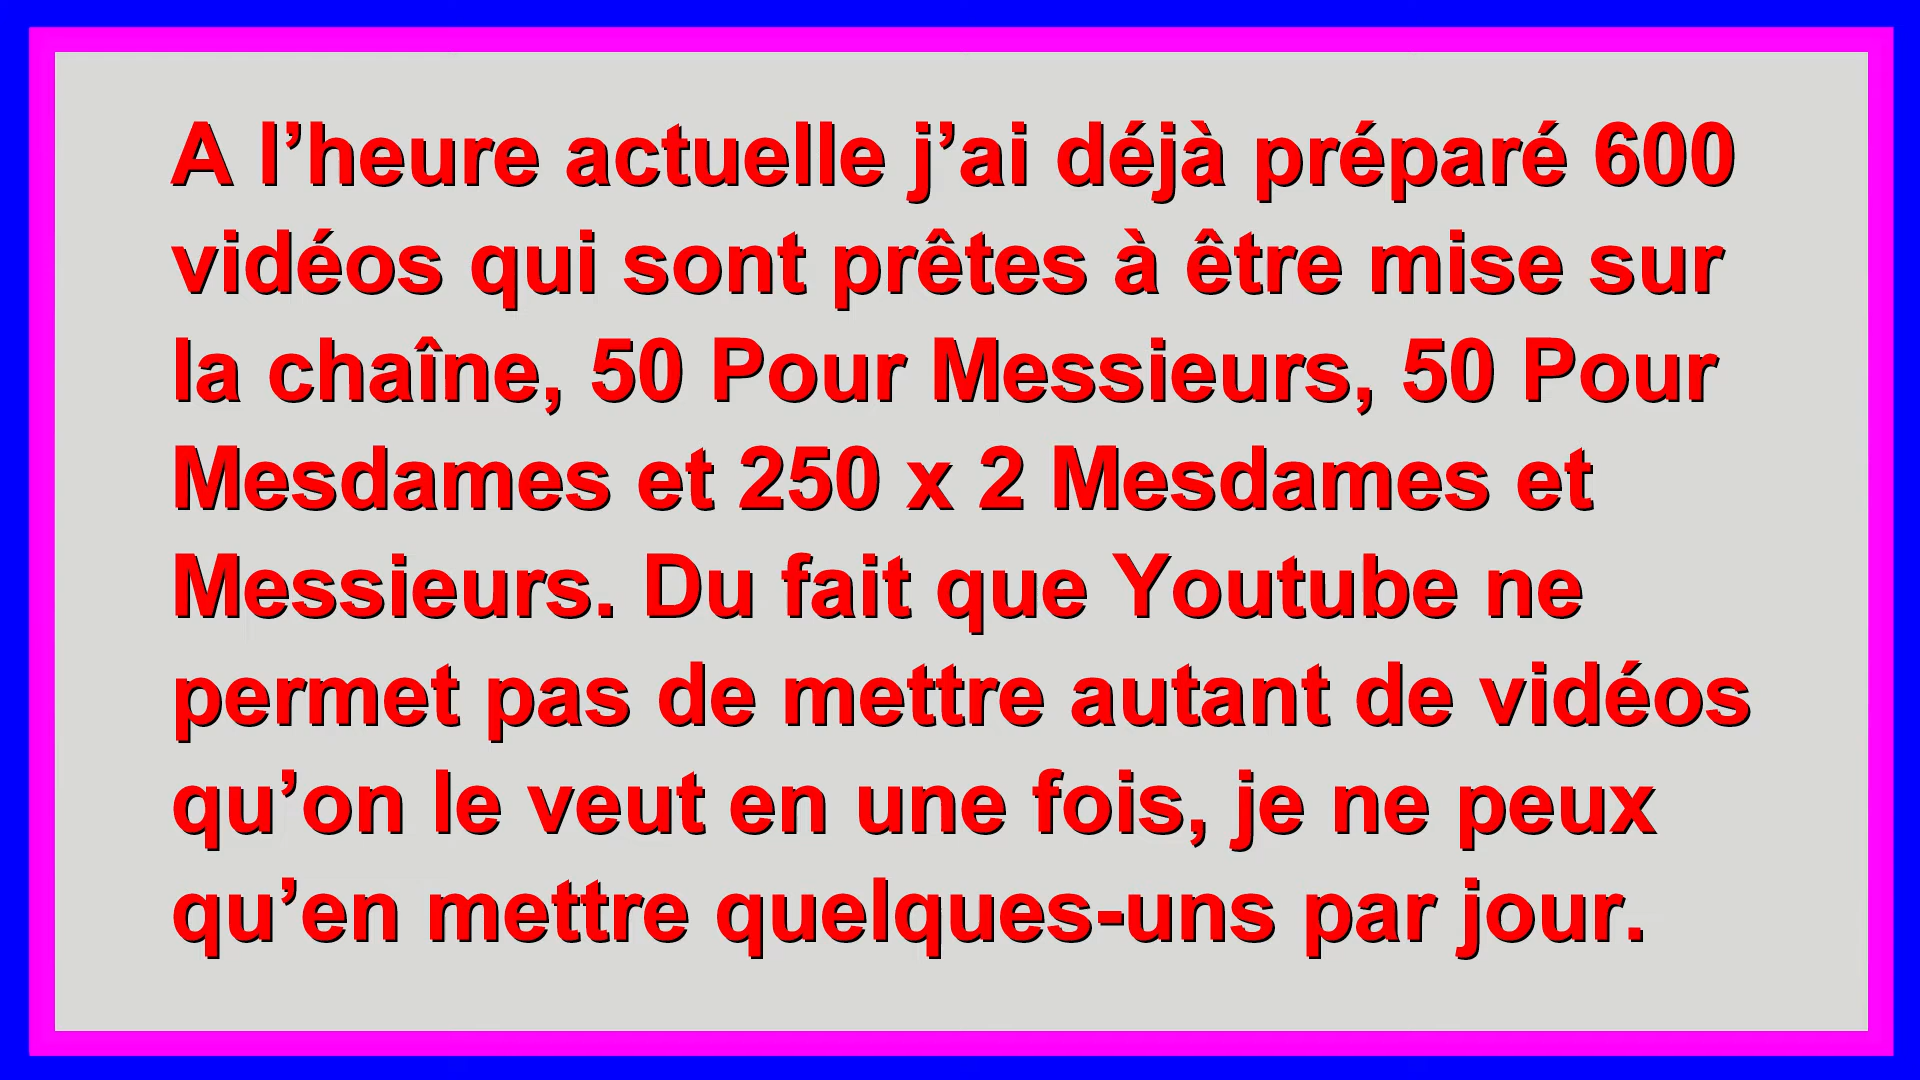 A l’heure actuelle j’ai déjà préparé 600
vidéos qui sont prêtes à être mise sur
la chaîne, 50 Pour Messieurs, 50 Pour
Mesdames et 250 x 2 Mesdames et
Messieurs. Du fait que Youtube ne
permet pas de mettre autant de vidéos
qu’on le veut en une fois, je ne peux
qu’en mettre quelques-uns par jour.